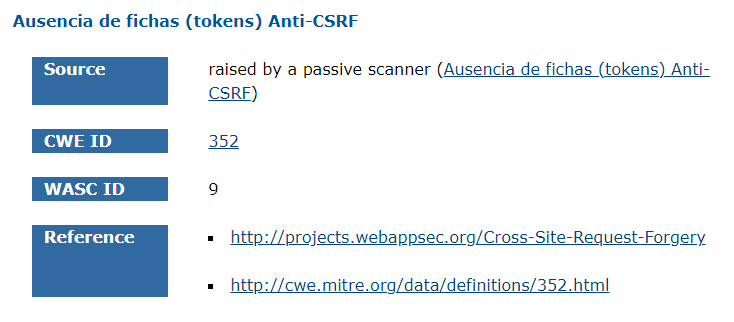 Ausencia de fichas (tokens) Anti-CSRF
Source
raised by a passive scanner (Ausencia de fichas (tokens) Anti-
CSRF)
CWE ID
352
WASC ID
9
Reference
http://projects.webappsec.org/Cross-Site-Request-Forgery
http://cwe.mitre.org/data/definitions/352.html